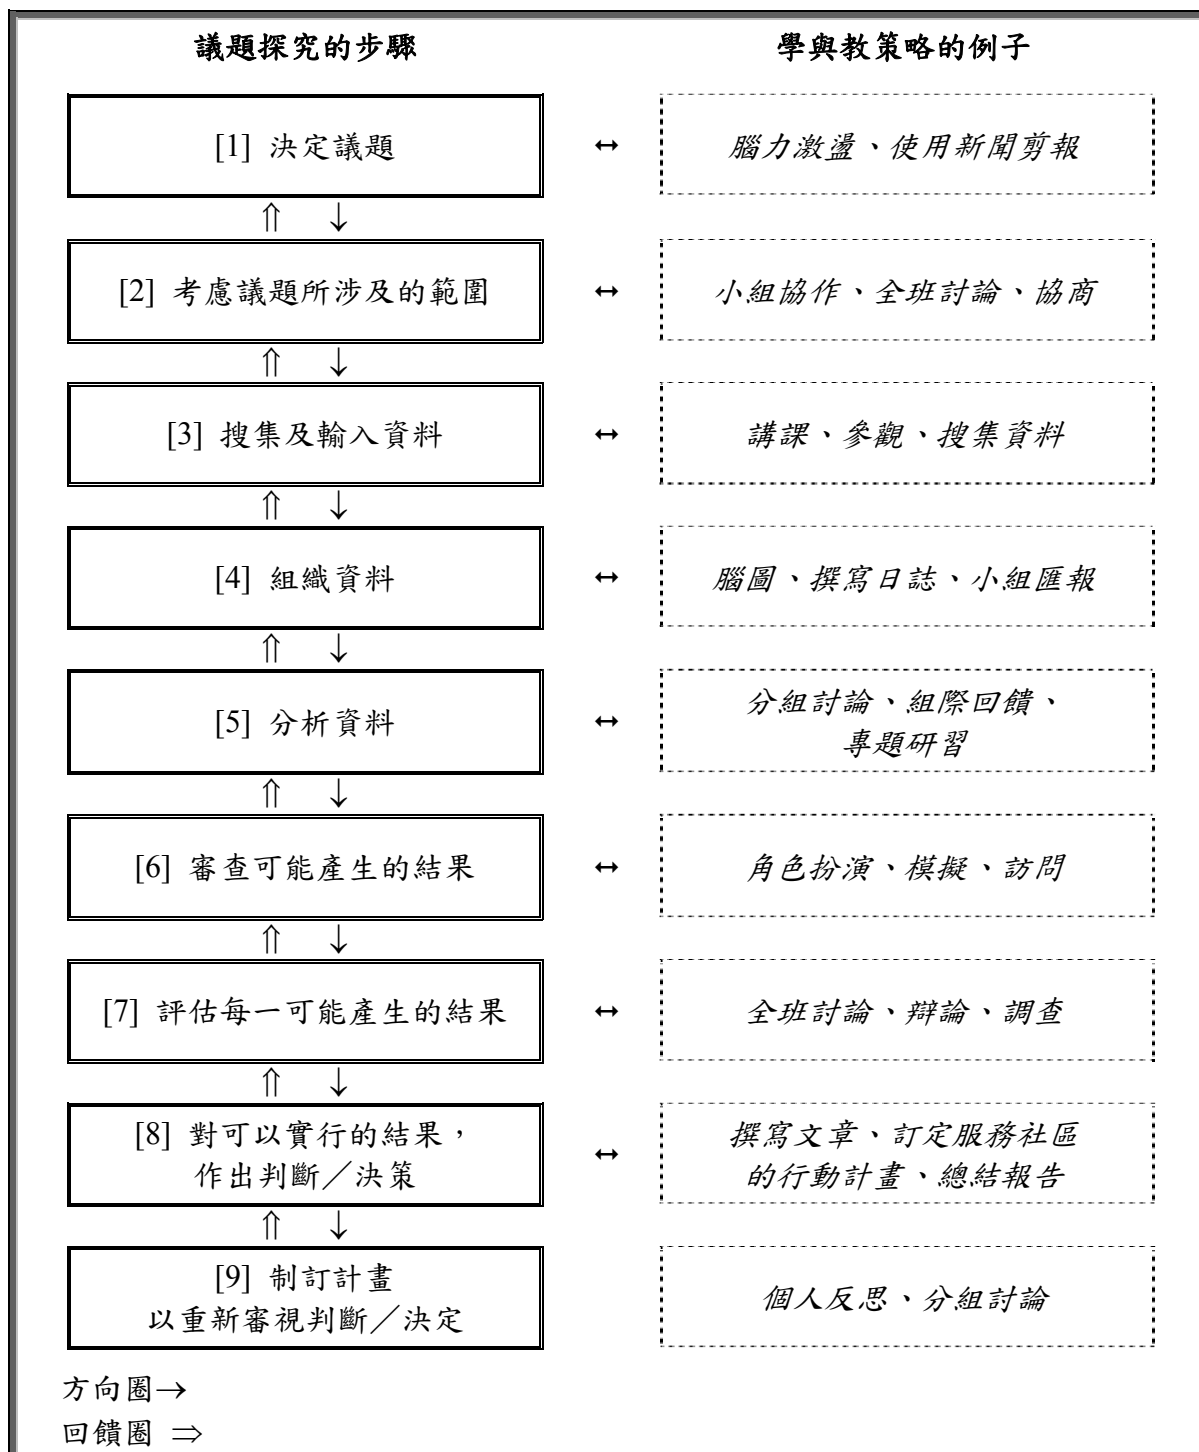 議題探究的步驟 學與教策略的例子
[1] 決定議題 ↔ 腦力激盪、使用新聞剪報
⇑ ↓
[2] 考慮議題所涉及的範圍 ↔ 小組協作、全班討論、協商
⇑ ↓
[3] 搜集及輸入資料 ↔ 講課、參觀、搜集資料
⇑ ↓
[4] 組織資料 ↔ 腦圖、撰寫日誌、小組匯報
⇑ ↓
[5] 分析資料 ↔ 分組討論、組際回饋、
專題研習
⇑ ↓
[6] 審查可能產生的結果 ↔ 角色扮演、模擬、訪問
⇑ ↓
[7] 評估每一可能產生的結果 ↔ 全班討論、辯論、調查
⇑ ↓
[8] 對可以實行的結果，
作出判斷／決策 ↔ 撰寫文章、訂定服務社區
的行動計畫、總結報告
⇑ ↓
[9] 制訂計畫
以重新審視判斷／決定
個人反思、分組討論
方向圈→
回饋圈 ⇒